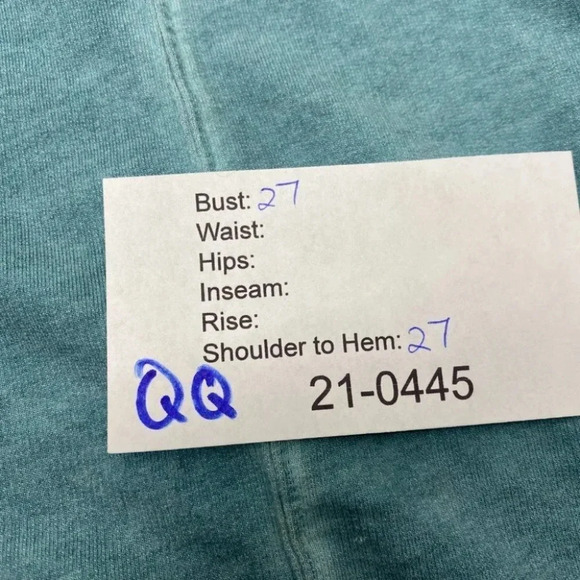 Bust: 27
Waist:
Hips:
Inseam:
Rise:
Shoulder to Hem: 27
QQ 21-0445